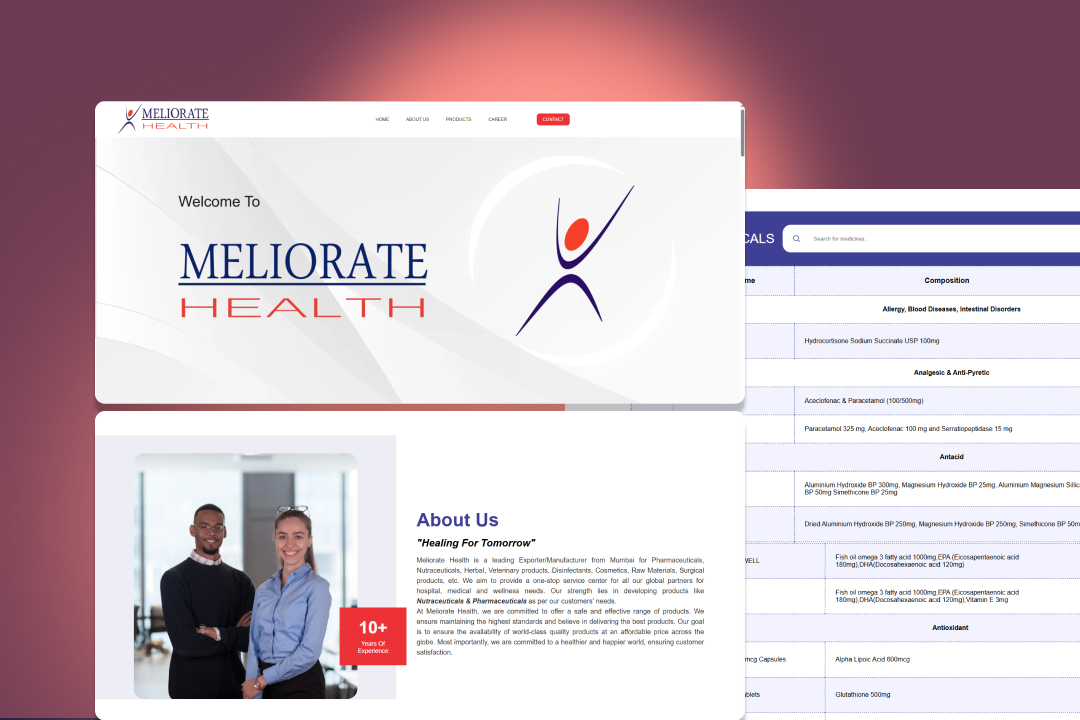 MELIORATE
HEALTH
HOME ABOUT US PRODUCTS CAREER CONTACT
Welcome To
MELIORATE
HEALTH
CALS Search for medicines..
me Composition
Allergy, Blood Diseases, Intestinal Disorders
Hydrocortisone Sodium Succinate USP 100mg
Analgesic & Anti-Pyretic
Aceclofenac & Paracetamol (100/500mg)
Paracetamol 325 mg, Aceclofenac 100 mg and Serratiopeptidase 15 mg
Antacid
Aluminium Hydroxide BP 300mg, Magnesium Hydroxide BP 25mg, Aluminium Magnesium Silic
BP 50mg Simethicone BP 25mg
Dried Aluminium Hydroxide BP 250mg, Magnesium Hydroxide BP 250mg, Simethicone BP 50m
WELL Fish oil omega 3 fatty acid 1000mg,EPA (Eicosapentaenoic acid
180mg),DHA(Docosahexaenoic acid 120mg)
Fish oil omega 3 fatty acid 1000mg,EPA (Eicosapentaenoic acid
180mg),DHA(Docosahexaenoic acid 120mg),Vitamin E 3mg
Antioxidant
mcg Capsules Alpha Lipoic Acid 600mcg
blets Glutathione 500mg
About Us
"Healing For Tomorrow"
Meliorate Health is a leading Exporter/Manufacturer from Mumbai for Pharmaceuticals,
Nutraceuticals, Herbal, Veterinary products, Disinfectants, Cosmetics, Raw Materials, Surgical
products, etc. We aim to provide a one-stop service center for all our global partners for
hospital, medical and wellness needs. Our strength lies in developing products like
Nutraceuticals & Pharmaceuticals as per our customers' needs.
At Meliorate Health, we are committed to offer a safe and effective range of products. We
ensure maintaining the highest standards and believe in delivering the best products. Our goal
is to ensure the availability of world-class quality products at an affordable price across the
globe. Most importantly, we are committed to a healthier and happier world, ensuring customer
satisfaction.
10+
Years Of
Experience